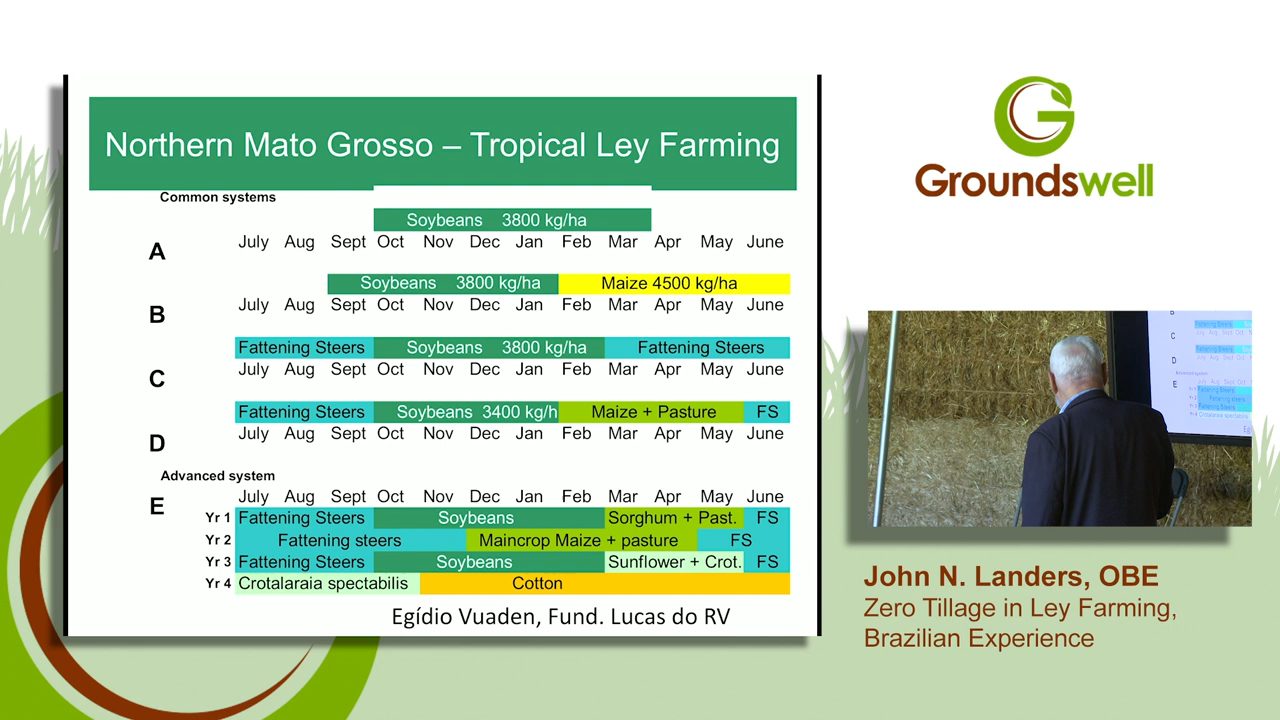 Northern Mato Grosso – Tropical Ley Farming
Common systems
Soybeans 3800 kg/ha
July Aug Sept Oct Nov Dec Jan Feb Mar Apr May June
A
Soybeans 3800 kg/ha Maize 4500 kg/ha
July Aug Sept Oct Nov Dec Jan Feb Mar Apr May June
B
Fattening Steers Soybeans 3800 kg/ha Fattening Steers
July Aug Sept Oct Nov Dec Jan Feb Mar Apr May June
C
Fattening Steers Soybeans 3400 kg/h Maize + Pasture FS
July Aug Sept Oct Nov Dec Jan Feb Mar Apr May June
D
Advanced system
July Aug Sept Oct Nov Dec Jan Feb Mar Apr May June
E
Yr 1 Fattening Steers Soybeans Sorghum + Past. FS
Yr 2 Fattening steers Maincrop Maize + pasture FS
Yr 3 Fattening Steers Soybeans Sunflower + Crot. FS
Yr 4 Crotalaraia spectabilis Cotton
Egídio Vuaden, Fund. Lucas do RV
Groundswell
John N. Landers, OBE
Zero Tillage in Ley Farming,
Brazilian Experience